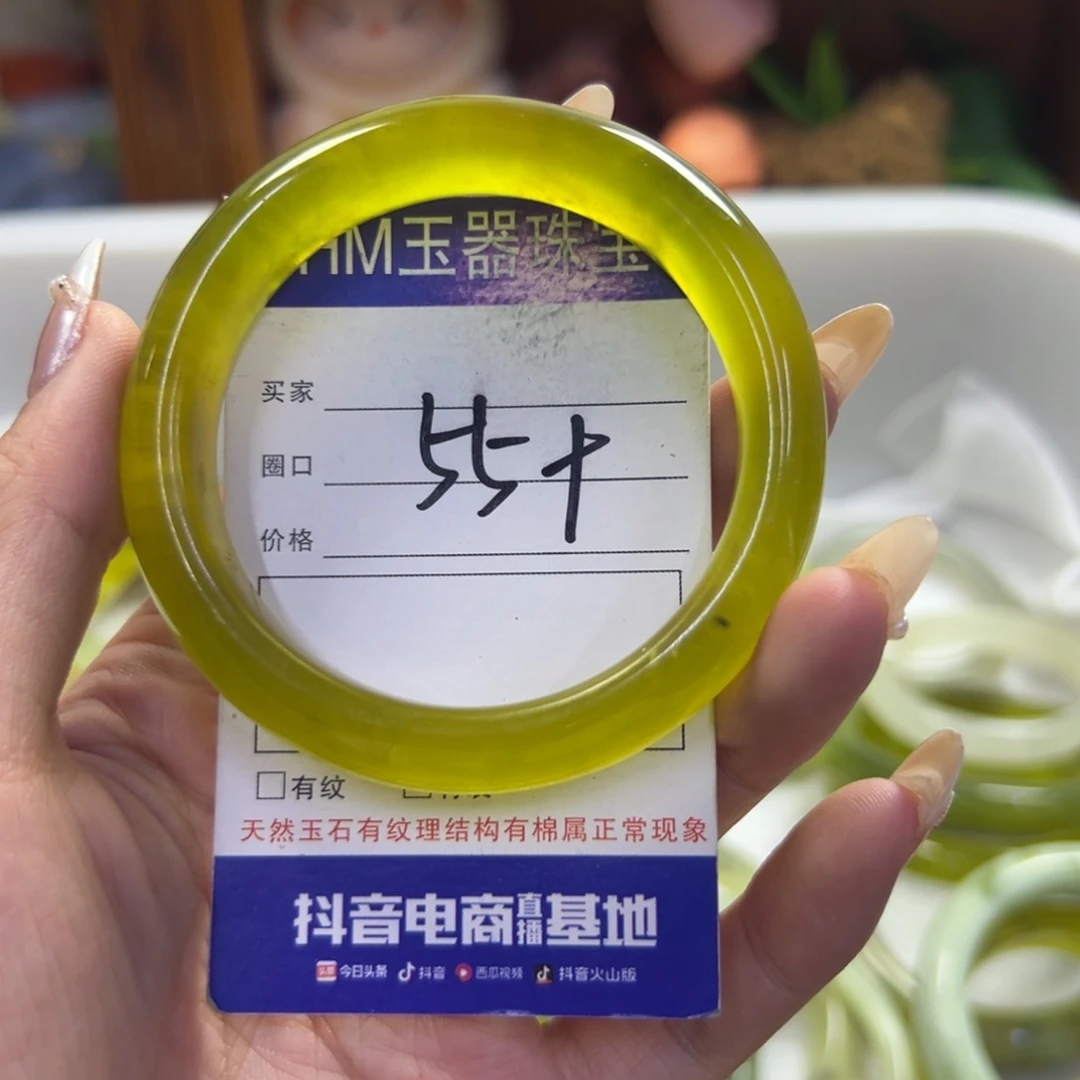 HM玉器珠宝
买家
圈口
55+
价格
有纹
天然玉石有纹理结构有棉属正常现象
抖音电商直播基地
头条 今日头条 抖音 西瓜视频 抖音火山版